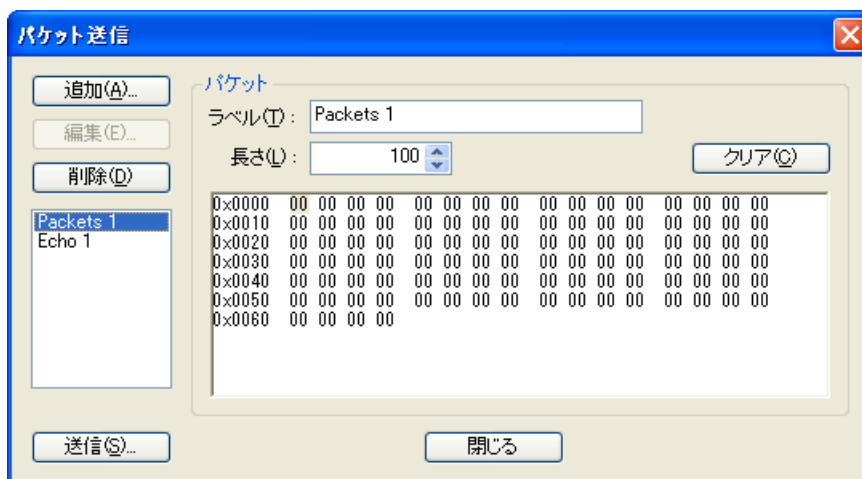 パケット送信
追加(A)...
編集(E)...
削除(D)
Packets 1
Echo 1
送信(S)...
パケット
ラベル(T):
Packets 1
長さ(L):
100
クリア(C)
0x0000 00 00 00 00 00 00 00 00 00 00 00 00 00 00 00 00
0x0010 00 00 00 00 00 00 00 00 00 00 00 00 00 00 00 00
0x0020 00 00 00 00 00 00 00 00 00 00 00 00 00 00 00 00
0x0030 00 00 00 00 00 00 00 00 00 00 00 00 00 00 00 00
0x0040 00 00 00 00 00 00 00 00 00 00 00 00 00 00 00 00
0x0050 00 00 00 00 00 00 00 00 00 00 00 00 00 00 00 00
0x0060 00 00 00 00
閉じる